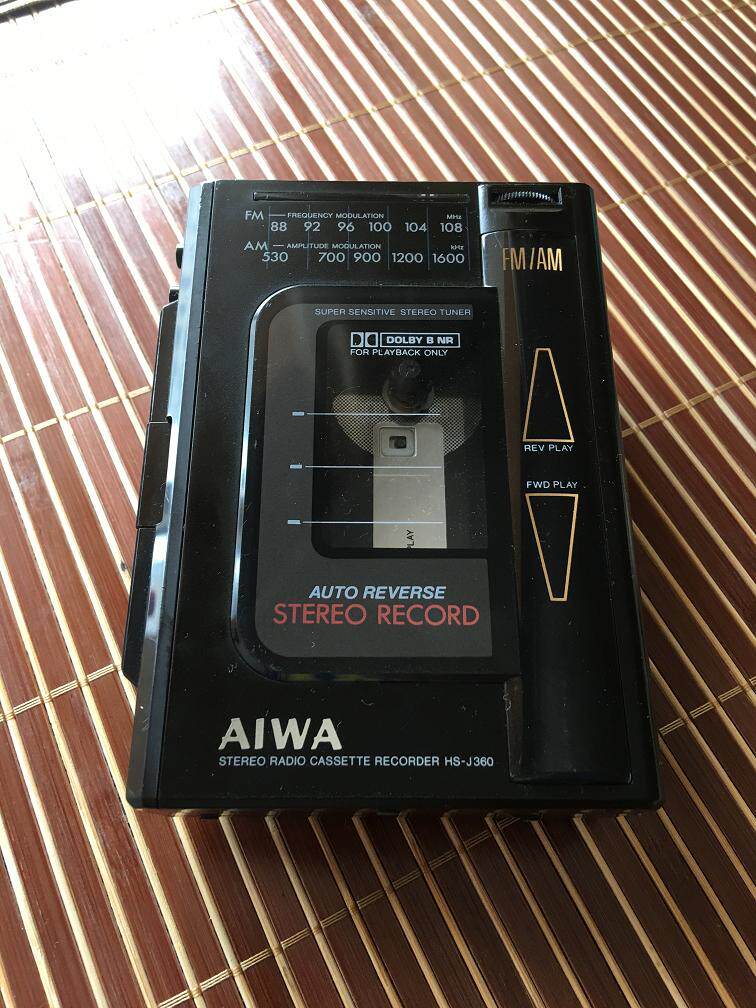 FM FREQUENCY MODULATION MHz
88 92 96 100 104 108
AM AMPLITUDE MODULATION kHz
530 700 900 1200 1600
FM/AM
SUPER SENSITIVE STEREO TUNER
DOLBY B NR
FOR PLAYBACK ONLY
REV PLAY
FWD PLAY
PLAY
AUTO REVERSE
STEREO RECORD
AIWA
STEREO RADIO CASSETTE RECORDER HS-J360